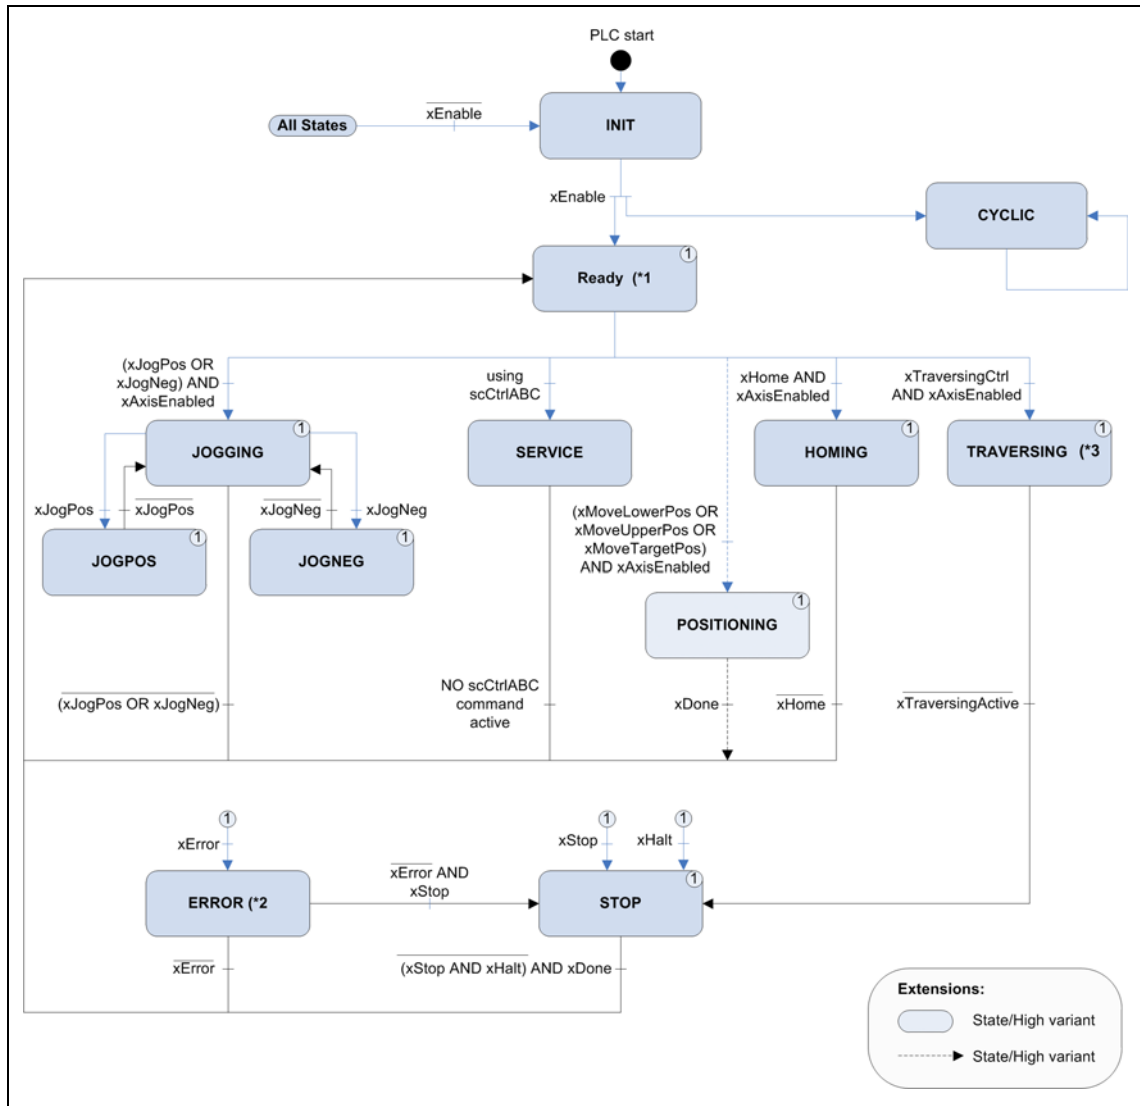 PLC start
INIT
All States
xEnable
xEnable
CYCLIC
1
Ready (*1
(xJogPos OR
xJogNeg) AND
xAxisEnabled
using
scCtrlABC
xHome AND
xAxisEnabled
xTraversingCtrl
AND xAxisEnabled
1
JOGGING
SERVICE
1
HOMING
1
TRAVERSING (*3
xJogPos
xJogPos
xJogNeg
xJogNeg
1
JOGPOS
1
JOGNEG
(xMoveLowerPos OR
xMoveUpperPos OR
xMoveTargetPos)
AND xAxisEnabled
1
POSITIONING
(xJogPos OR xJogNeg)
NO scCtrlABC
command
active
xDone
xHome
xTraversingActive
1
xError
1
xStop
1
xHalt
ERROR (*2
xError AND
xStop
1
STOP
xError
(xStop AND xHalt) AND xDone
Extensions:
State/High variant
State/High variant